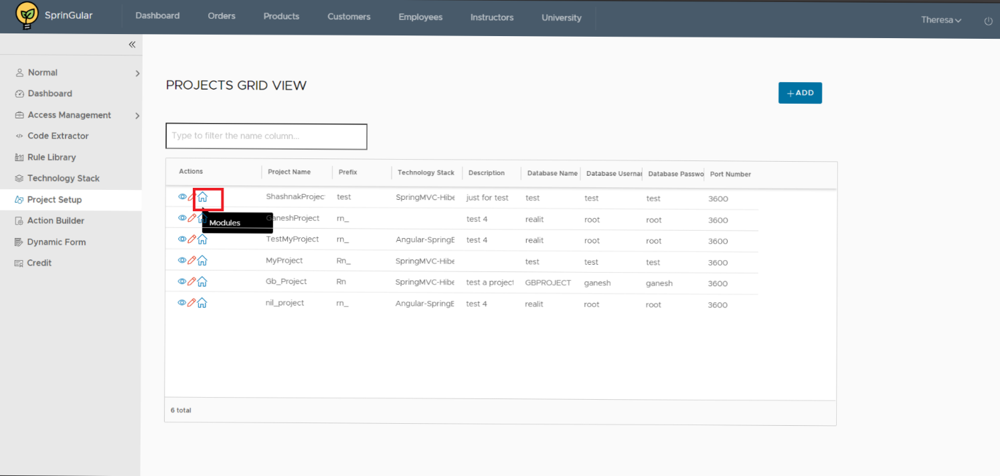 SprinGular Dashboard Orders Products Customers Employees Instructors University Theresa
Normal
Dashboard
Access Management
Code Extractor
Rule Library
Technology Stack
Project Setup
Action Builder
Dynamic Form
Credit
PROJECTS GRID VIEW
+ADD
Type to filter the name column...
Actions Project Name Prefix Technology Stack Description Database Name Database Usernar Database Passwo Port Number
ShashnakProjec test SpringMVC-Hibe just for test test test test 3600
Modules
GaneshProject rn_ test 4 realit root root 3600
TestMyProject rn_ Angular-SpringB test 4 realit root root 3600
MyProject Rn_ SpringMVC-Hibe test test test 3600
Gb_Project Rn SpringMVC-Hibe test a project GBPROJECT ganesh ganesh 3600
nil_project rn_ Angular-SpringB test 4 realit root root 3600
6 total